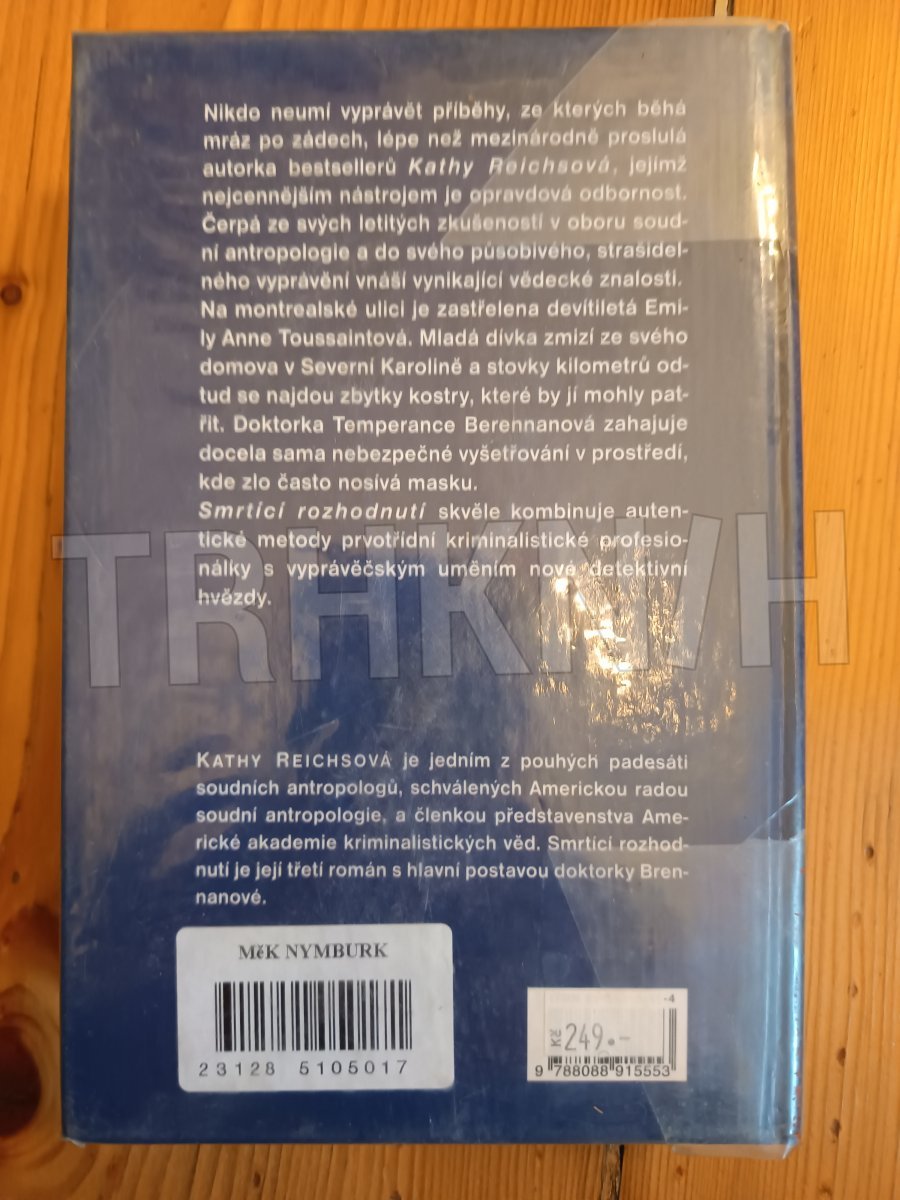 Nikdo neumí vyprávět příběhy, ze kterých běhá
mráz po zádech, lépe než mezinárodně proslulá
autorka bestsellerů Kathy Reichsová, jejímž
nejcennějším nástrojem je opravdová odbornost.
Čerpá ze svých letitých zkušeností v oboru soud-
ní antropologie a do svého působivého, strašidel-
ného vyprávění vnáší vynikající vědecké znalosti.
Na montrealské ulici je zastřelena devítiletá Emi-
ly Anne Toussaintová. Mladá dívka zmizí ze svého
domova v Severní Karolině a stovky kilometrů od-
tud se najdou zbytky kostry, které by jí mohly pat-
řit. Doktorka Temperance Berennanová zahajuje
docela sama nebezpečné vyšetřování v prostředí,
kde zlo často nosívá masku.
Smrtící rozhodnutí skvěle kombinuje auten-
tické metody prvotřídní kriminalistické profesio-
nálky s vyprávěčským uměním nové detektivní
hvězdy.
TRHKNIH
KATHY REICHSOVÁ je jedním z pouhých padesáti
soudních antropologů, schválených Americkou radou
soudní antropologie, a členkou představenstva Ame-
rické akademie kriminalistických věd. Smrtící rozhod-
nutí je její třetí román s hlavní postavou doktorky Bren-
nanové.
MěK NYMBURK
23128 5105017
-4
Kč 249.-
9 788088 915553